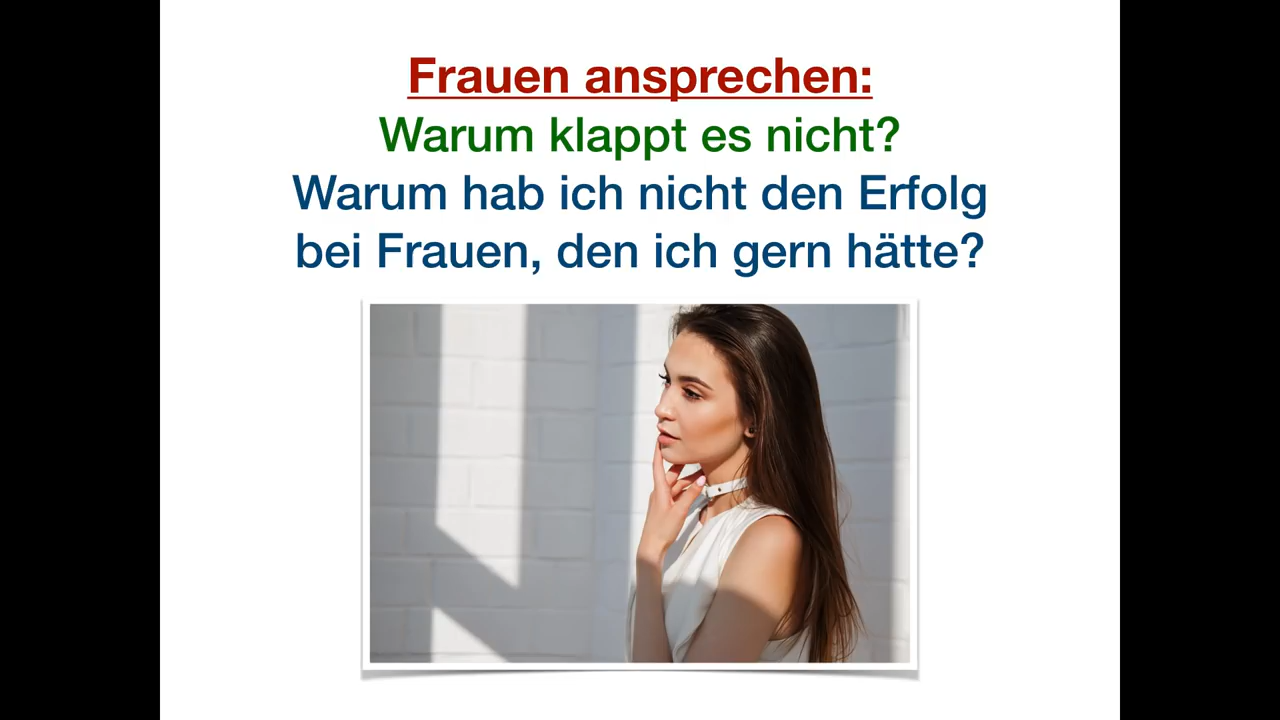 Frauen ansprechen:
Warum klappt es nicht?
Warum hab ich nicht den Erfolg
bei Frauen, den ich gern hätte?